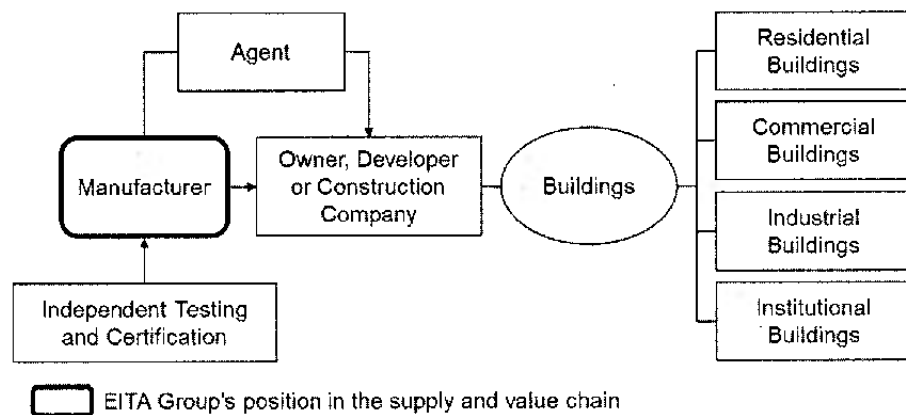 Agent
Manufacturer
Owner, Developer
or Construction
Company
Independent Testing
and Certification
Buildings
Residential
Buildings
Commercial
Buildings
Industrial
Buildings
Institutional
Buildings
EITA Group's position in the supply and value chain